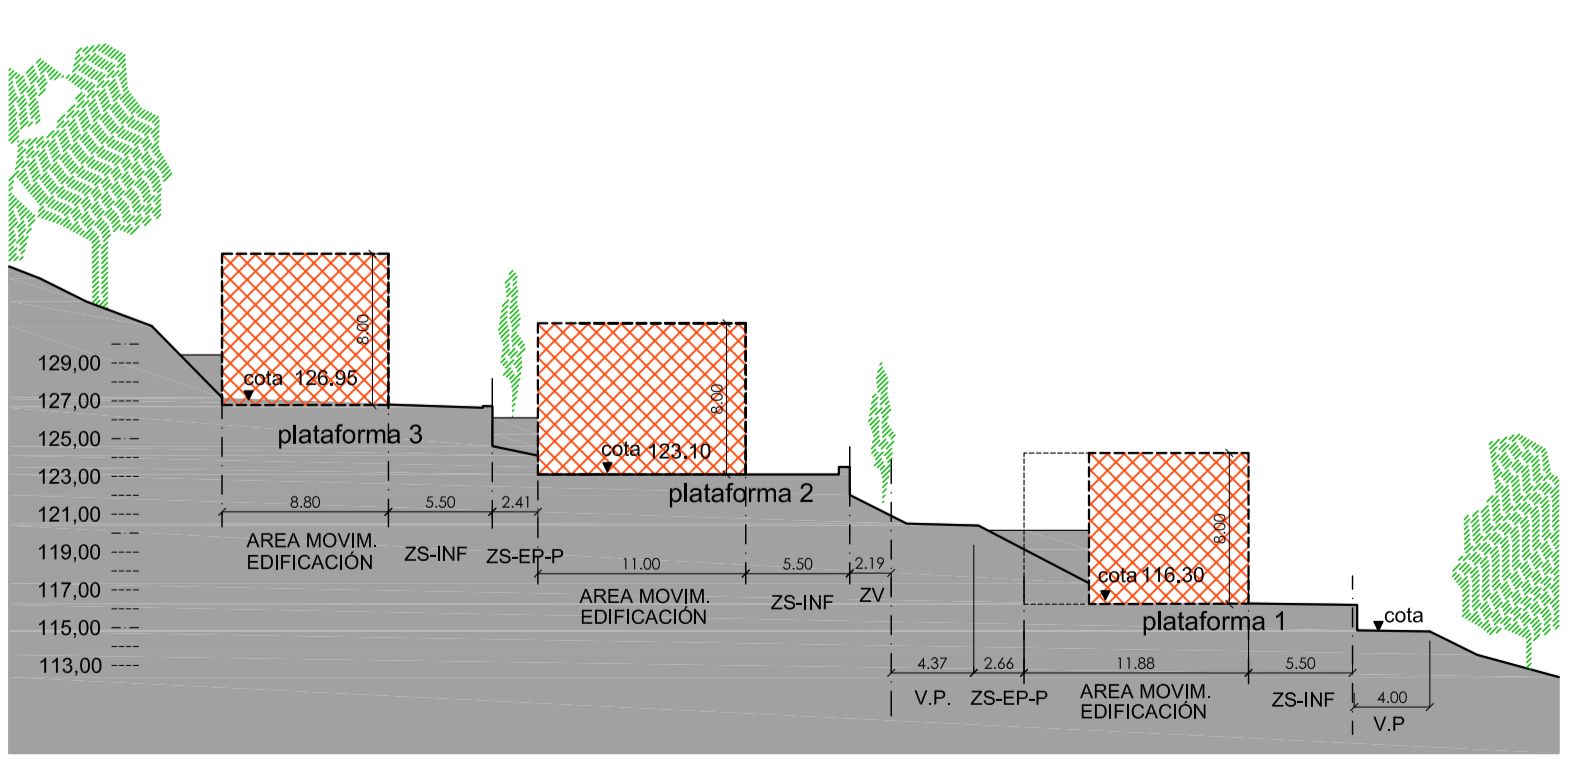 8.00
129,00
cota 126.95
127,00
8.00
125,00
plataforma 3
cota 123.10
123,00
plataforma 2
8.80
5.50
2.41
121,00
8.00
AREA MOVIM.
EDIFICACIÓN
ZS-INF
ZS-EP-P
119,00
11.00
5.50
2.19
cota 116.30
117,00
AREA MOVIM.
EDIFICACIÓN
ZS-INF
ZV
cota
115,00
plataforma 1
113,00
4.37
2.66
11.88
5.50
V.P.
ZS-EP-P
AREA MOVIM.
EDIFICACIÓN
ZS-INF
4.00
V.P